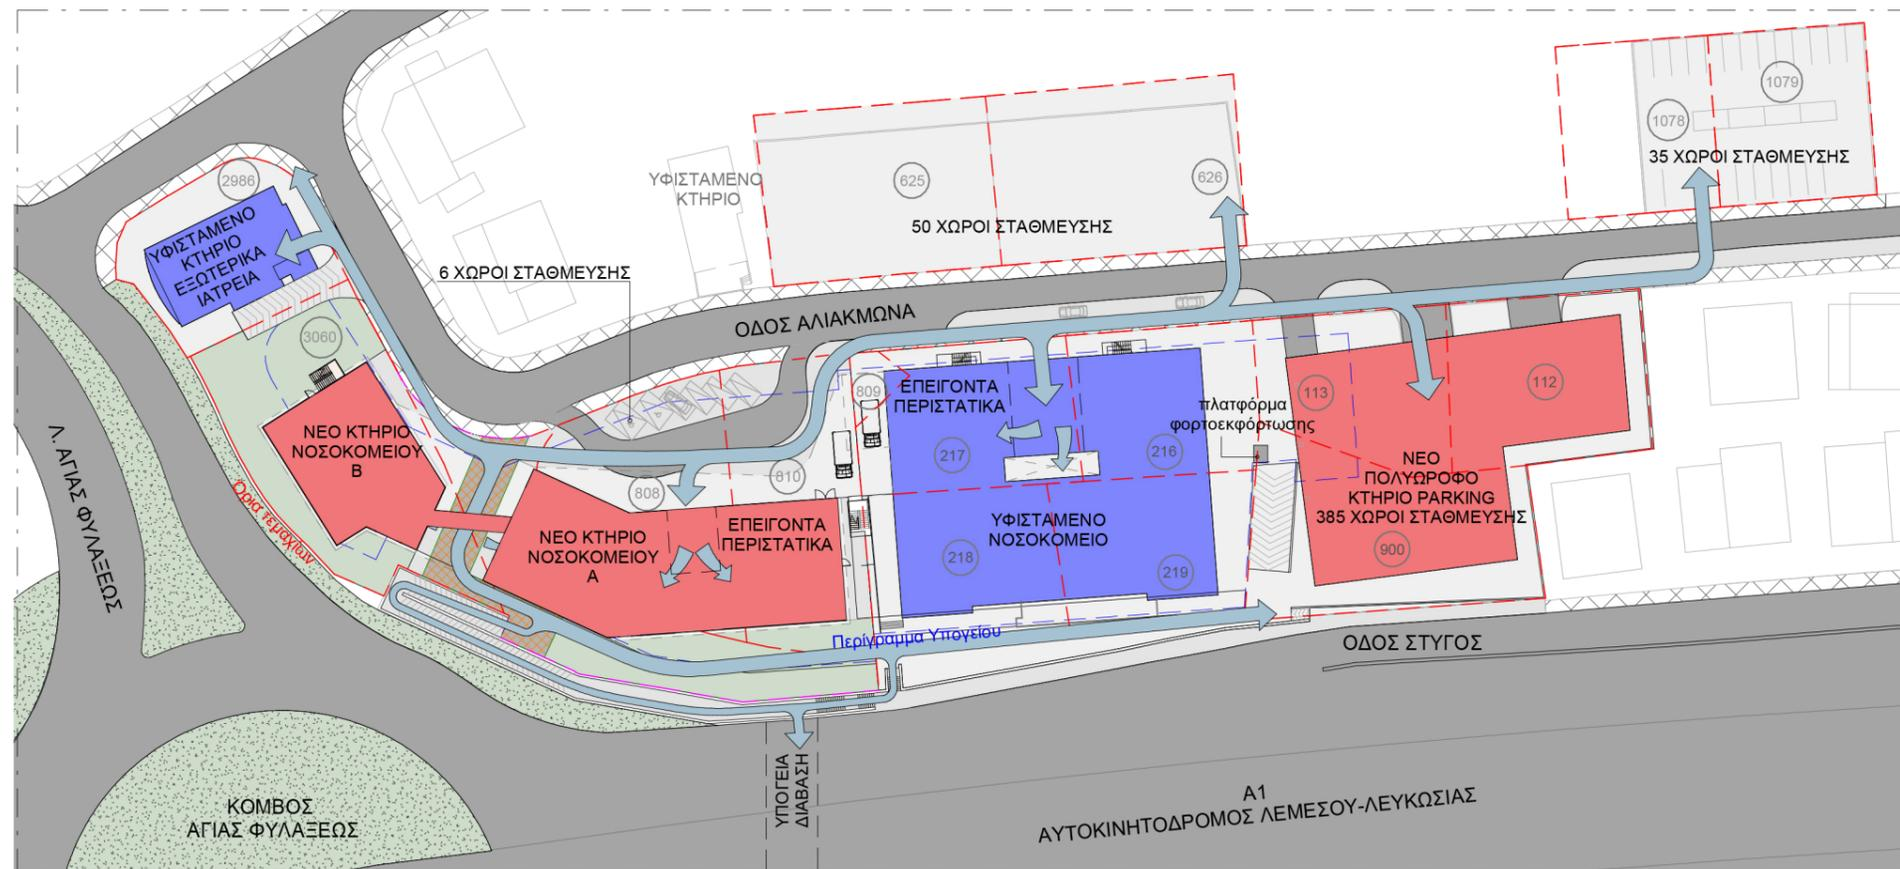 2986
ΥΦΙΣΤΑΜΕΝΟ
ΚΤΗΡΙΟ
ΕΞΩΤΕΡΙΚΑ
ΙΑΤΡΕΙΑ
3060
6 ΧΩΡΟΙ ΣΤΑΘΜΕΥΣΗΣ
ΥΦΙΣΤΑΜΕΝΟ
ΚΤΗΡΙΟ
625
626
50 ΧΩΡΟΙ ΣΤΑΘΜΕΥΣΗΣ
1078
1079
35 ΧΩΡΟΙ ΣΤΑΘΜΕΥΣΗΣ
ΟΔΟΣ ΑΛΙΑΚΜΩΝΑ
Λ. ΑΓΙΑΣ ΦΥΛΑΞΕΩΣ
Όρια τεμαχίων
ΝΕΟ ΚΤΗΡΙΟ
ΝΟΣΟΚΟΜΕΙΟΥ
Β
808
810
809
ΝΕΟ ΚΤΗΡΙΟ
ΝΟΣΟΚΟΜΕΙΟΥ
Α
ΕΠΕΙΓΟΝΤΑ
ΠΕΡΙΣΤΑΤΙΚΑ
ΕΠΕΙΓΟΝΤΑ
ΠΕΡΙΣΤΑΤΙΚΑ
217
216
ΥΦΙΣΤΑΜΕΝΟ
ΝΟΣΟΚΟΜΕΙΟ
218
219
πλατφόρμα
φορτοεκφόρτωσης
113
112
ΝΕΟ
ΠΟΛΥΩΡΟΦΟ
ΚΤΗΡΙΟ PARKING
385 ΧΩΡΟΙ ΣΤΑΘΜΕΥΣΗΣ
900
Περίγραμμα Υπογείου
ΟΔΟΣ ΣΤΥΓΟΣ
ΥΠΟΓΕΙΑ
ΔΙΑΒΑΣΗ
ΚΟΜΒΟΣ
ΑΓΙΑΣ ΦΥΛΑΞΕΩΣ
Α1
ΑΥΤΟΚΙΝΗΤΟΔΡΟΜΟΣ ΛΕΜΕΣΟΥ-ΛΕΥΚΩΣΙΑΣ